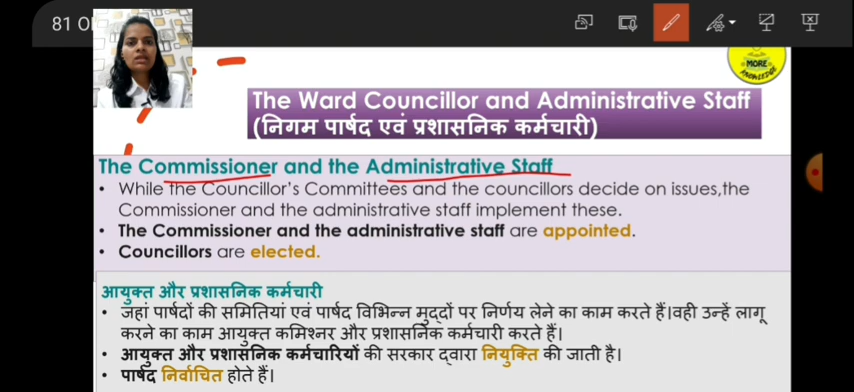 81
MORE
KNOWLEDGE
The Ward Councillor and Administrative Staff
(निगम पार्षद एवं प्रशासनिक कर्मचारी)
The Commissioner and the Administrative Staff
• While the Councillor's Committees and the councillors decide on issues,the
Commissioner and the administrative staff implement these.
• The Commissioner and the administrative staff are appointed.
• Councillors are elected.
आयुक्त और प्रशासनिक कर्मचारी
• जहां पार्षदों की समितियां एवं पार्षद विभिन्न मुद्दों पर निर्णय लेने का काम करते हैं।वही उन्हें लागू
करने का काम आयुक्त कमिश्नर और प्रशासनिक कर्मचारी करते हैं।
• आयुक्त और प्रशासनिक कर्मचारियों की सरकार द्वारा नियुक्ति की जाती है।
• पार्षद निर्वाचित होते हैं।